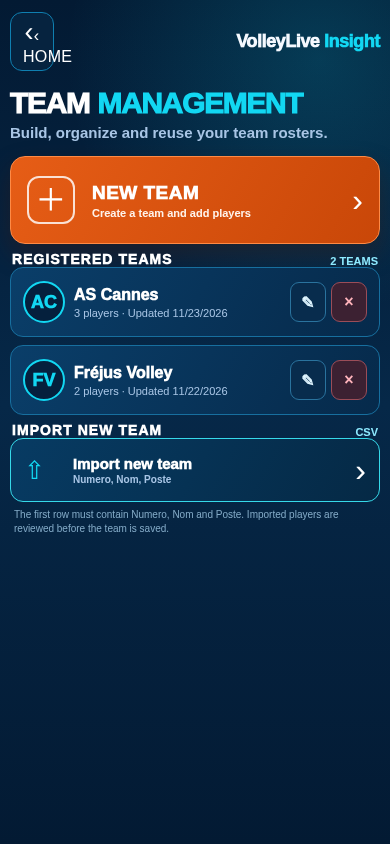 ‹‹
HOME
VolleyLive Insight
TEAM MANAGEMENT
Build, organize and reuse your team rosters.
NEW TEAM
Create a team and add players
›
REGISTERED TEAMS
2 TEAMS
AC
AS Cannes
3 players · Updated 11/23/2026
✎
×
FV
Fréjus Volley
2 players · Updated 11/22/2026
✎
×
IMPORT NEW TEAM
CSV
⇧
Import new team
Numero, Nom, Poste
›
The first row must contain Numero, Nom and Poste. Imported players are
reviewed before the team is saved.